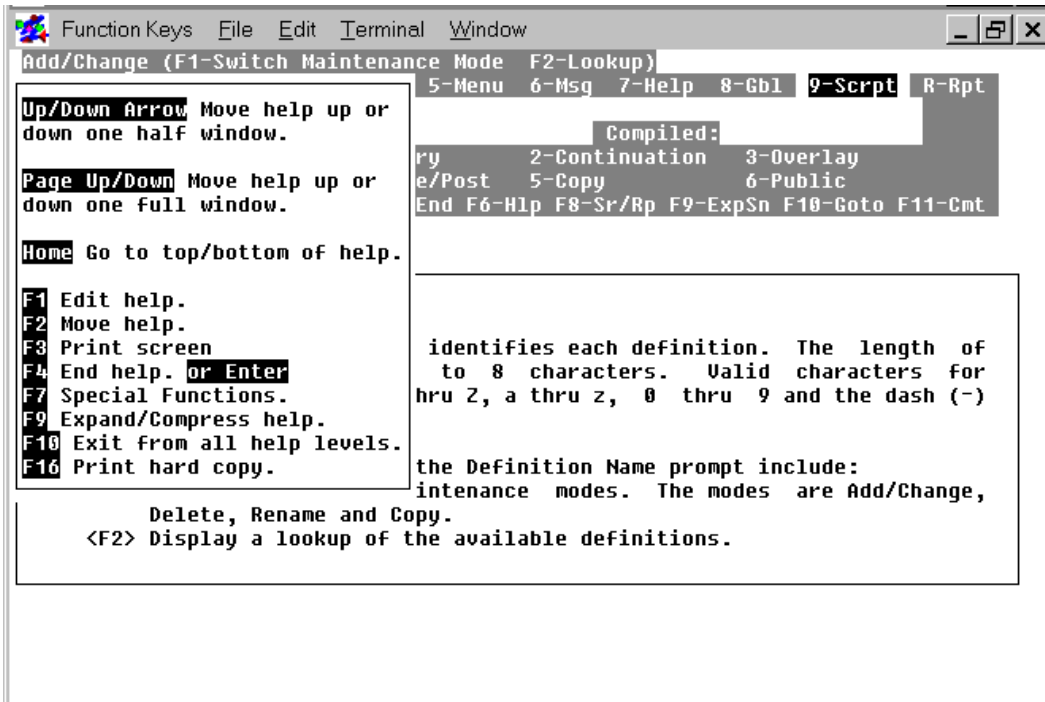 Function Keys File Edit Terminal Window
Add/Change (F1-Switch Maintenance Mode F2-Lookup)
5-Menu 6-Msg 7-Help 8-Gbl 9-Scrpt R-Rpt
Up/Down Arrow Move help up or
down one half window.
Compiled:
ry 2-Continuation 3-Overlay
Page Up/Down Move help up or
e/Post 5-Copy 6-Public
down one full window.
End F6-Hlp F8-Sr/Rp F9-ExpSn F10-Goto F11-Cmt
Home Go to top/bottom of help.
F1 Edit help.
F2 Move help.
F3 Print screen
identifies each definition. The length of
F4 End help. or Enter
to 8 characters. Valid characters for
F7 Special Functions.
hru Z, a thru z, 0 thru 9 and the dash (-)
F9 Expand/Compress help.
F10 Exit from all help levels.
F16 Print hard copy.
the Definition Name prompt include:
intenance modes. The modes are Add/Change,
Delete, Rename and Copy.
<F2> Display a lookup of the available definitions.